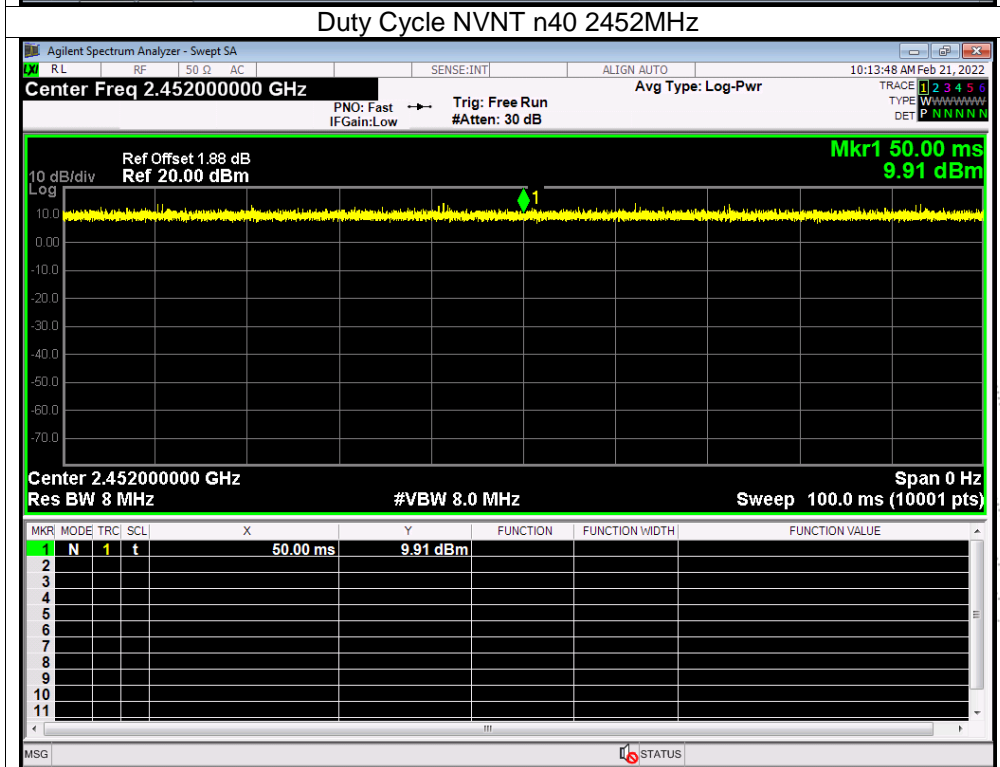 Duty Cycle NVNT n40 2452MHz
Agilent Spectrum Analyzer - Swept SA
LXI RL RF 50 Ω AC SENSE:INT ALIGN AUTO 10:13:48 AM Feb 21, 2022
Center Freq 2.452000000 GHz Avg Type: Log-Pwr TRACE 1 2 3 4 5 6
PNO: Fast Trig: Free Run TYPE WWWWWW
IFGain:Low #Atten: 30 dB DET P N N N N N
Mkr1 50.00 ms
Ref Offset 1.88 dB
10 dB/div Ref 20.00 dBm 9.91 dBm
Log
1
10.0
0.00
-10.0
-20.0
-30.0
-40.0
-50.0
-60.0
-70.0
Center 2.452000000 GHz Span 0 Hz
Res BW 8 MHz #VBW 8.0 MHz Sweep 100.0 ms (10001 pts)
MKR MODE TRC SCL X Y FUNCTION FUNCTION WIDTH FUNCTION VALUE
1 N 1 t 50.00 ms 9.91 dBm
2
3
4
5
6
7
8
9
10
11
MSG STATUS